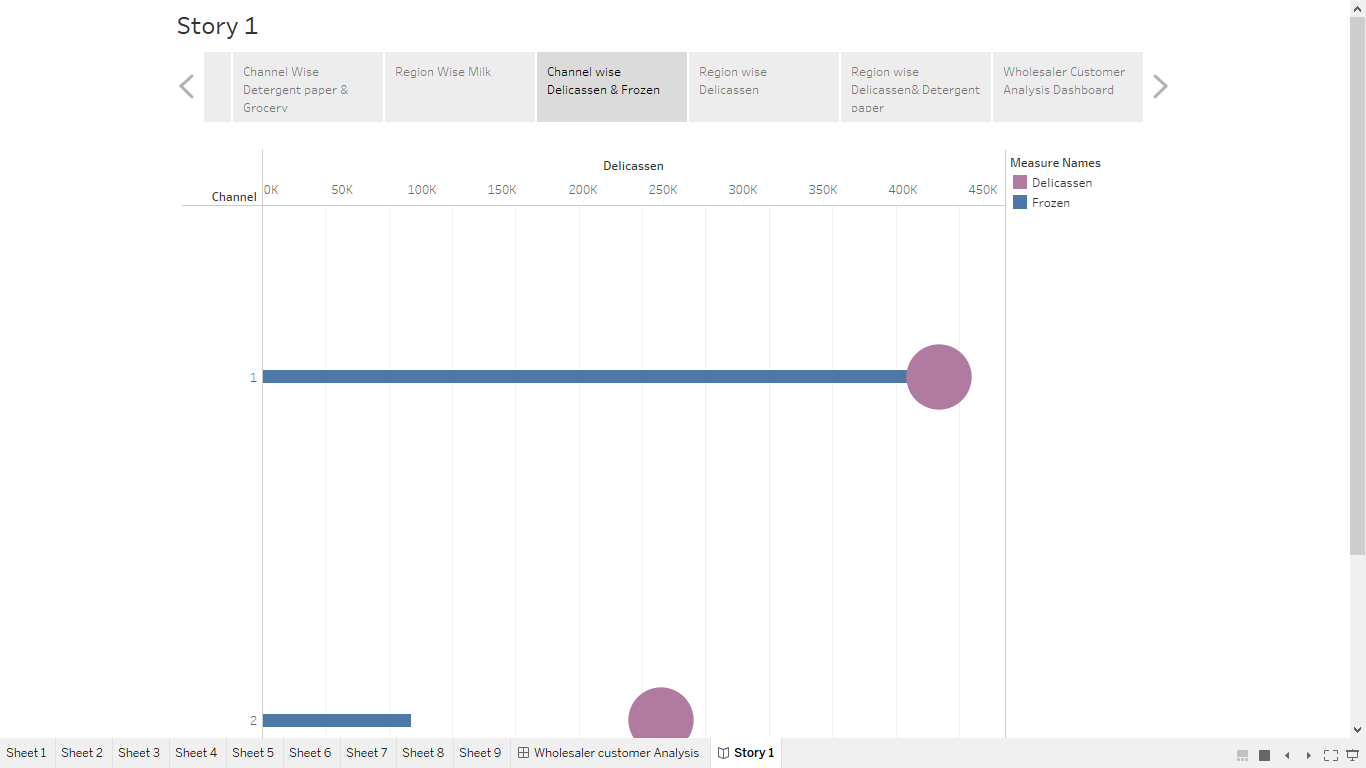 Story 1
Channel Wise
Detergent paper &
Grocery
Region Wise Milk
Channel wise
Delicassen & Frozen
Region wise
Delicassen
Region wise
Delicassen& Detergent
paper
Wholesaler Customer
Analysis Dashboard
Delicassen
Measure Names
Delicassen
Frozen
0K 50K 100K 150K 200K 250K 300K 350K 400K 450K
Channel
1
2
Sheet 1 Sheet 2 Sheet 3 Sheet 4 Sheet 5 Sheet 6 Sheet 7 Sheet 8 Sheet 9 Wholesaler customer Analysis Story 1